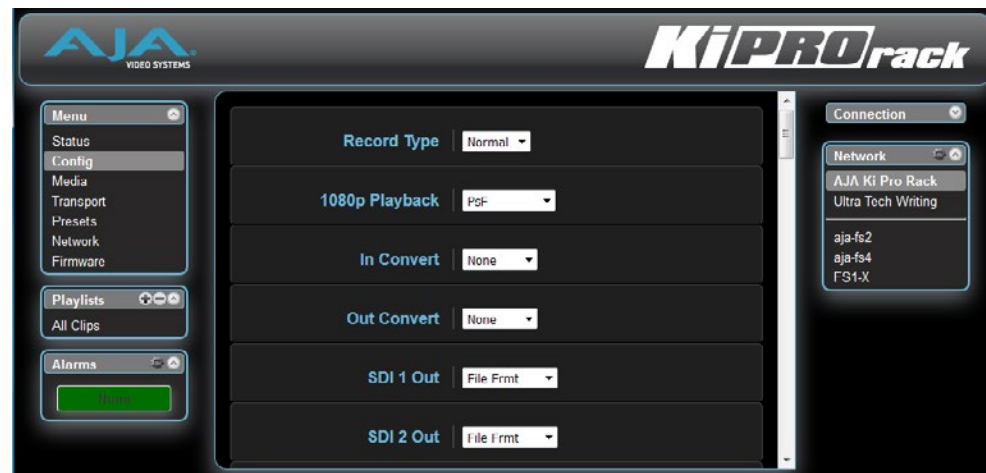 AJA
VIDEO SYSTEMS
KiPROrack
Menu
Status
Config
Media
Transport
Presets
Network
Firmware
Playlists
All Clips
Alarms
None
Record Type
Normal
1080p Playback
PsF
In Convert
None
Out Convert
None
SDI 1 Out
File Frmt
SDI 2 Out
File Frmt
Connection
Network
AJA Ki Pro Rack
Ultra Tech Writing
aja-fs2
aja-fs4
FS1-X